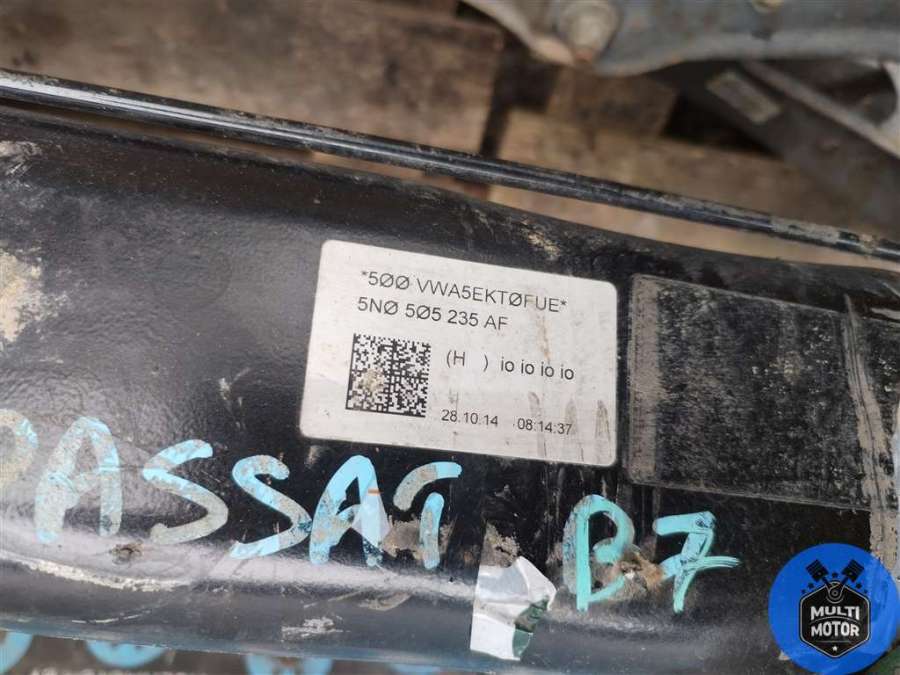 *5ØØ VWA5EKTØFUE*
5NØ 5Ø5 235 AF
(H ) io io io io
28.10.14 08:14:37
PASSAT B7
MULTI
MOTOR